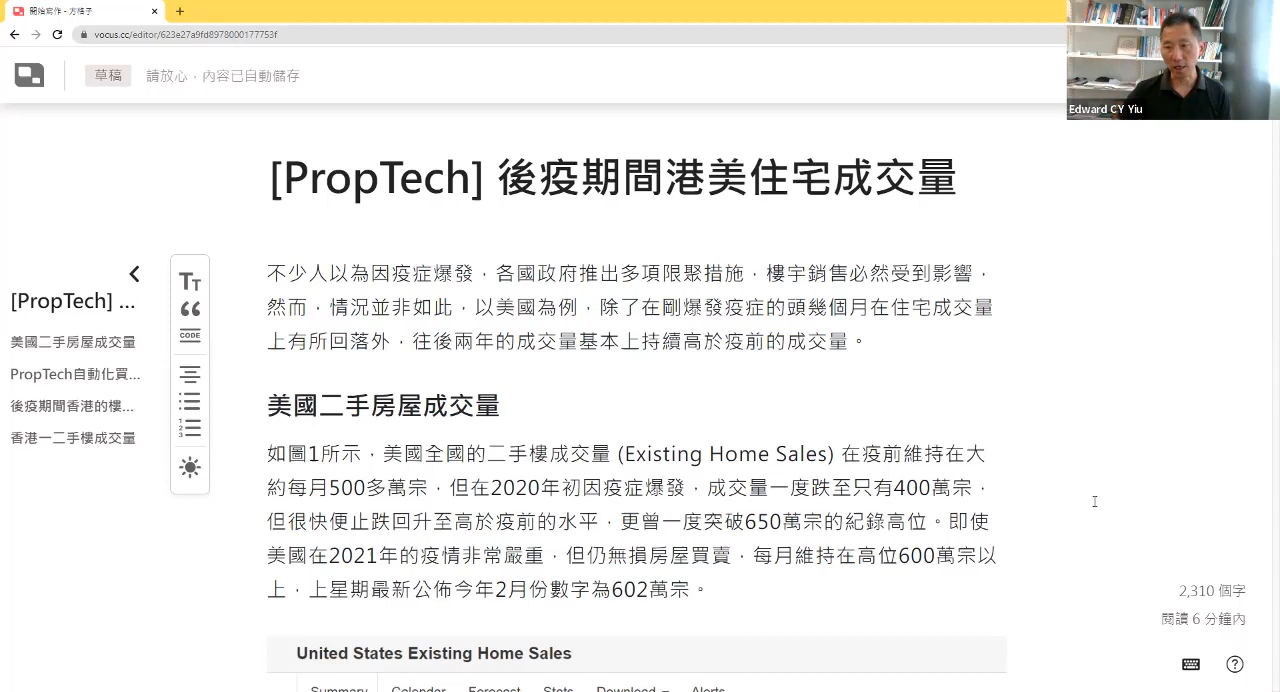 開始寫作 - 方格子
vocus.cc/editor/623e27a9fd8978000177753f
草稿 請放心，內容已自動儲存
Edward CY Yiu
[PropTech] 後疫期間港美住宅成交量
[PropTech] ...
美國二手房屋成交量
PropTech自動化買...
後疫期間香港的樓...
香港一二手樓成交量
TT
CODE
不少人以為因疫症爆發，各國政府推出多項限聚措施，樓宇銷售必然受到影響，
然而，情況並非如此，以美國為例，除了在剛爆發疫症的頭幾個月在住宅成交量
上有所回落外，往後兩年的成交量基本上持續高於疫前的成交量。
美國二手房屋成交量
如圖1所示，美國全國的二手樓成交量 (Existing Home Sales) 在疫前維持在大
約每月500多萬宗，但在2020年初因疫症爆發，成交量一度跌至只有400萬宗，
但很快便止跌回升至高於疫前的水平，更曾一度突破650萬宗的紀錄高位。即使
美國在2021年的疫情非常嚴重，但仍無損房屋買賣，每月維持在高位600萬宗以
上，上星期最新公佈今年2月份數字為602萬宗。
2,310 個字
閱讀 6 分鐘內
United States Existing Home Sales
Summary Calendar Forecast Stats Download Alerts